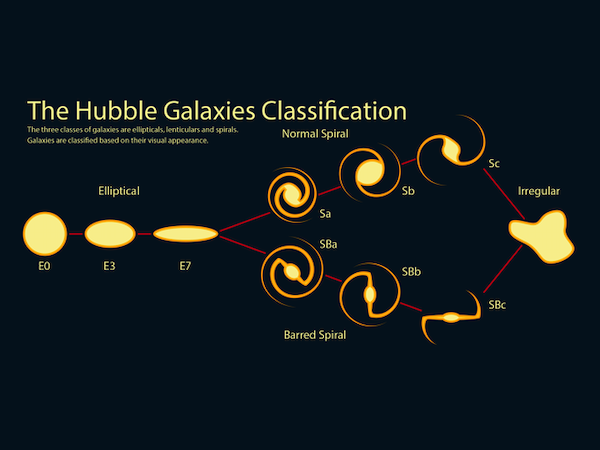 The Hubble Galaxies Classification
The three classes of galaxies are ellipticals, lenticulars and spirals.
Galaxies are classified based on their visual appearance.
Normal Spiral
Sc
Elliptical
Sb
Irregular
Sa
SBa
E0
E3
E7
SBb
SBc
Barred Spiral